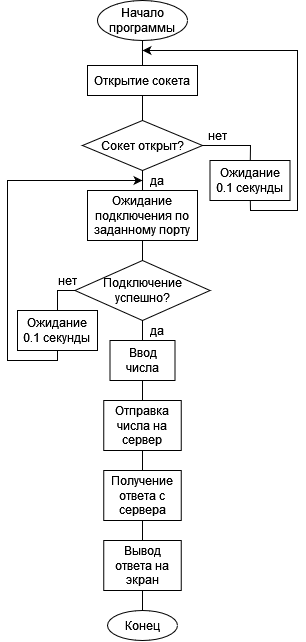 Начало
программы
Открытие сокета
Сокет открыт?
нет
да
Ожидание
0.1 секунды
Ожидание
подключения по
заданному порту
Подключение
успешно?
нет
да
Ожидание
0.1 секунды
Ввод
числа
Отправка
числа на
сервер
Получение
ответа с
сервера
Вывод
ответа на
экран
Конец